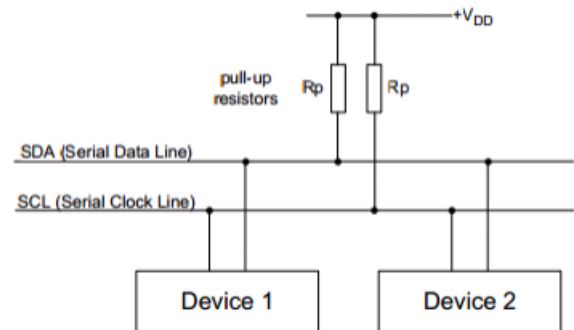 +VDD
pull-up
resistors
Rp
Rp
SDA (Serial Data Line)
SCL (Serial Clock Line)
Device 1
Device 2